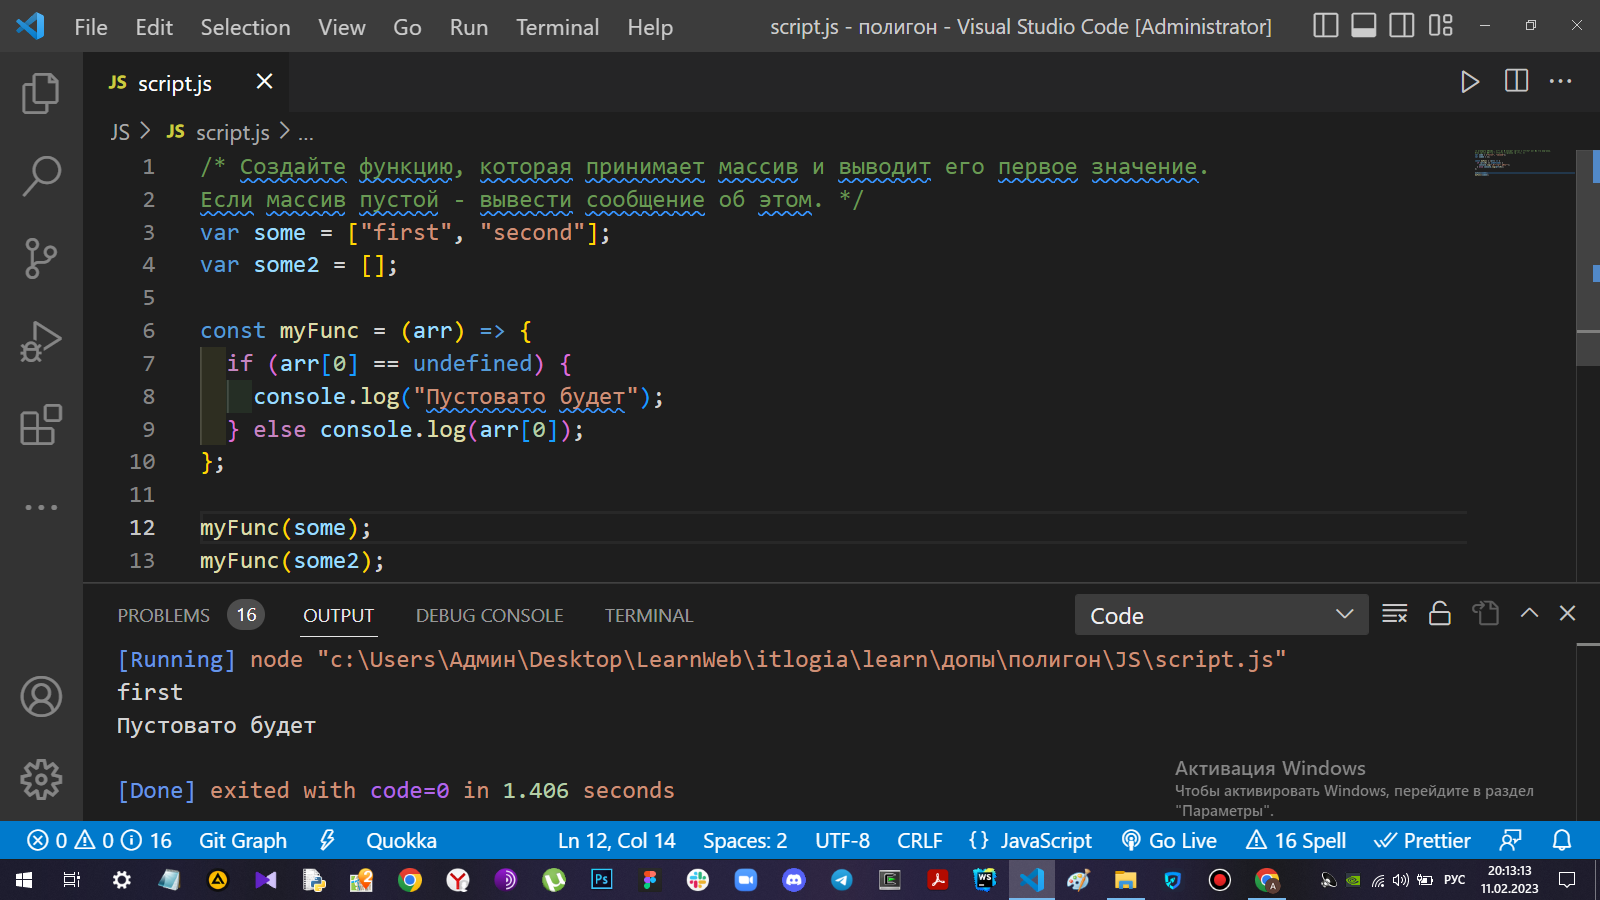 File Edit Selection View Go Run Terminal Help script.js - полигон - Visual Studio Code [Administrator]
JS script.js
JS > JS script.js > ...
1 /* Создайте функцию, которая принимает массив и выводит его первое значение.
2 Если массив пустой - вывести сообщение об этом. */
3 var some = ["first", "second"];
4 var some2 = [];
5
6 const myFunc = (arr) => {
7 if (arr[0] == undefined) {
8 console.log("Пустовато будет");
9 } else console.log(arr[0]);
10 };
11
12 myFunc(some);
13 myFunc(some2);
PROBLEMS 16 OUTPUT DEBUG CONSOLE TERMINAL Code
[Running] node "c:\Users\Админ\Desktop\LearnWeb\itlogia\learn\допы\полигон\JS\script.js"
first
Пустовато будет
[Done] exited with code=0 in 1.406 seconds
Активация Windows
Чтобы активировать Windows, перейдите в раздел
"Параметры".
0 0 16 Git Graph Quokka Ln 12, Col 14 Spaces: 2 UTF-8 CRLF {} JavaScript Go Live 16 Spell Prettier
Ps WS A РУС 20:13:13
11.02.2023